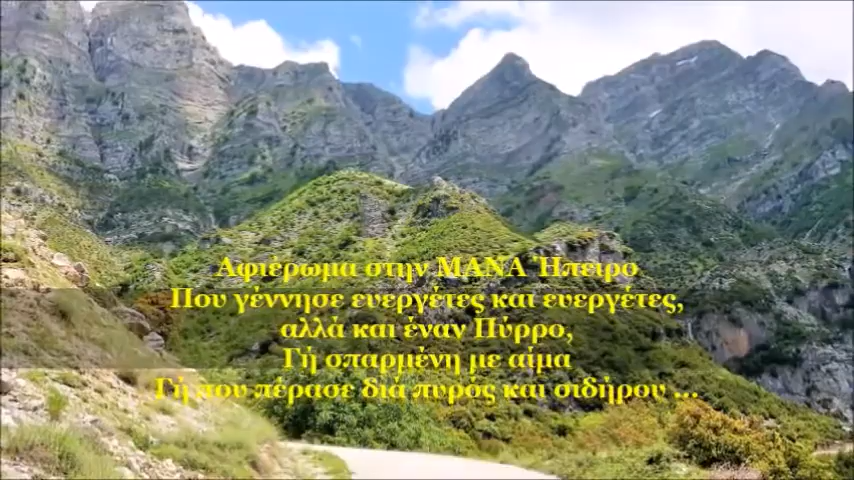 Αφιέρωμα στην ΜΑΝΑ Ήπειρο
Που γέννησε ευεργέτες και ευεργέτες,
αλλά και έναν Πύρρο,
Γή σπαρμένη με αίμα
Γή που πέρασε διά πυρός και σιδήρου ...